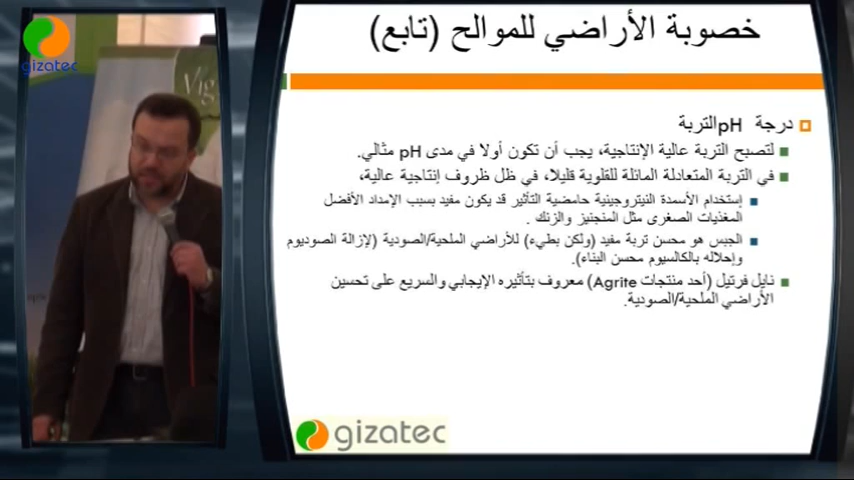 gizatec
Vig
خصوبة الأراضي للموالح (تابع)
درجة pHالتربة
لتصبح التربة عالية الإنتاجية، يجب أن تكون أولا في مدى pH مثالي.
في التربة المتعادلة المائلة للقلوية قليلا، في ظل ظروف إنتاجية عالية،
إستخدام الأسمدة النيتروجينية حامضية التأثير قد يكون مفيد بسبب الإمداد الأفضل
المغذيات الصغرى مثل المنجنيز والزنك .
الجبس هو محسن تربة مفيد (ولكن بطيء) للأراضي الملحية/الصودية (لإزالة الصوديوم
وإحلاله بالكالسيوم محسن البناء).
نايل فرتيل (أحد منتجات Agrite) معروف بتأثيره الإيجابي والسريع على تحسين
الأراضي الملحية/الصودية.
gizatec